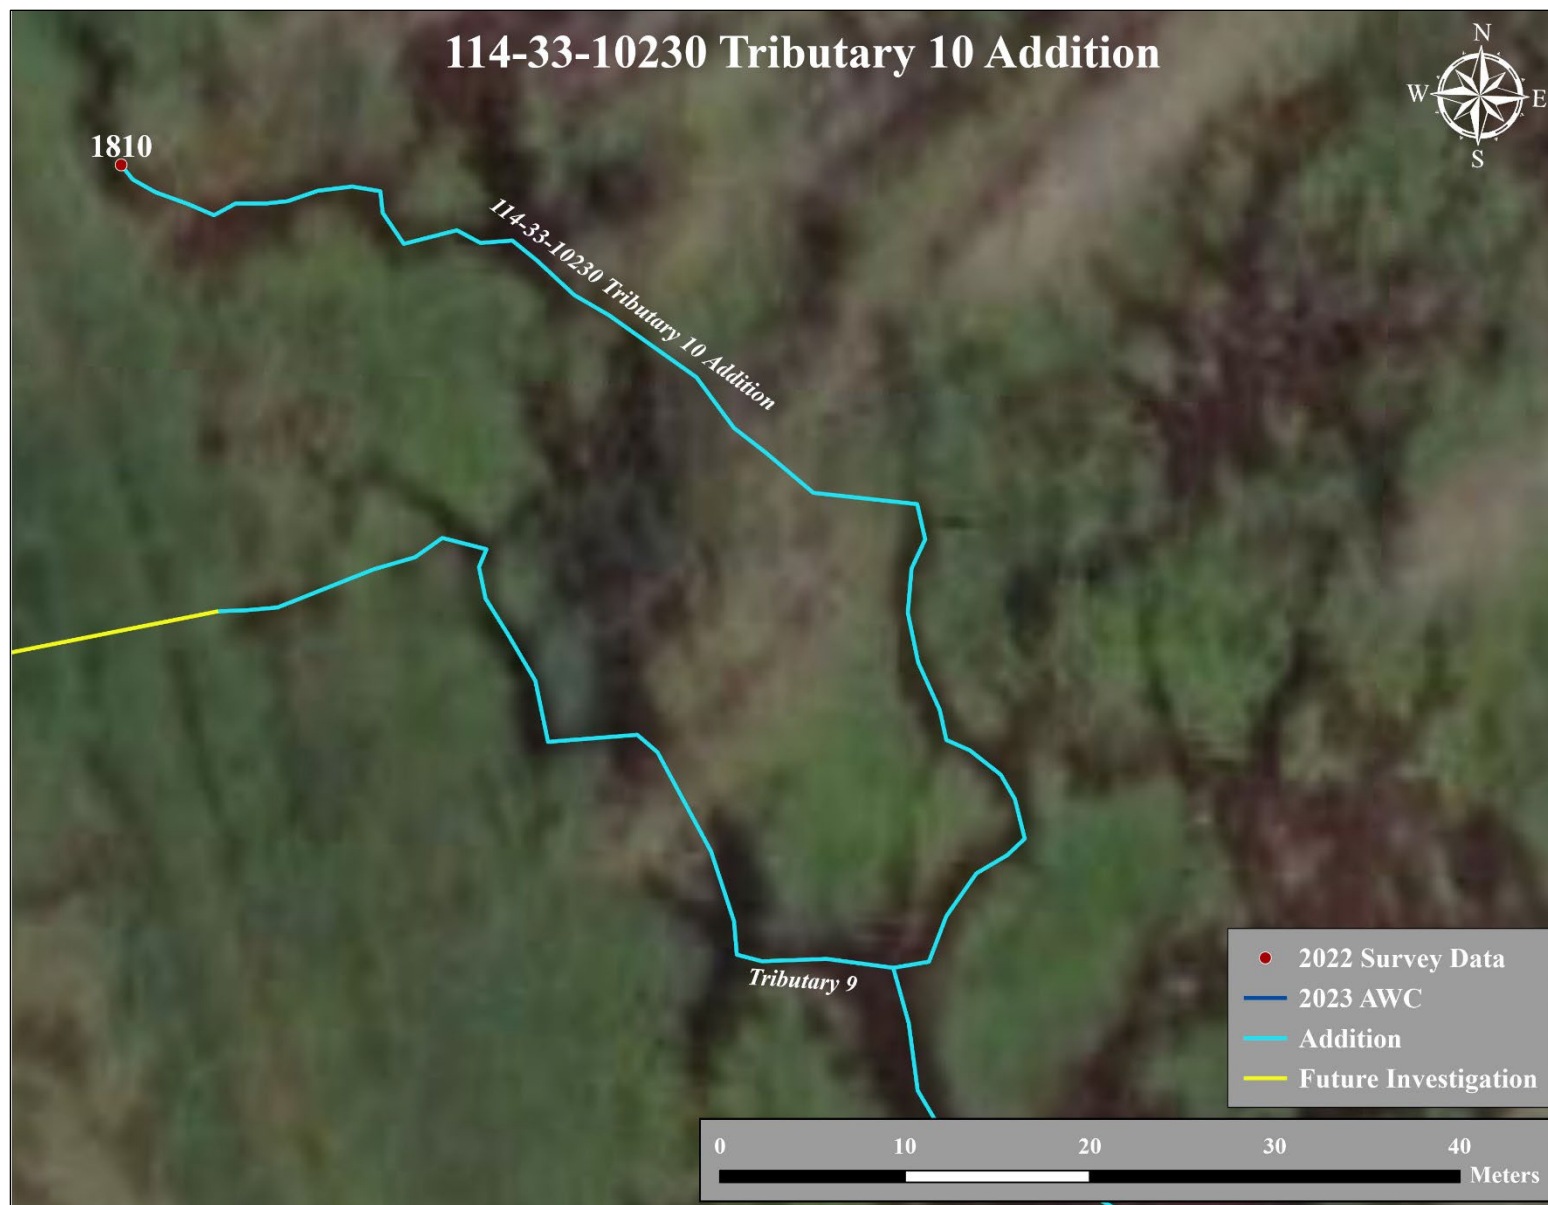 114-33-10230 Tributary 10 Addition
N
W
E
S
1810
114-33-10230 Tributary 10 Addition
Tributary 9
2022 Survey Data
2023 AWC
Addition
Future Investigation
0 10 20 30 40
Meters